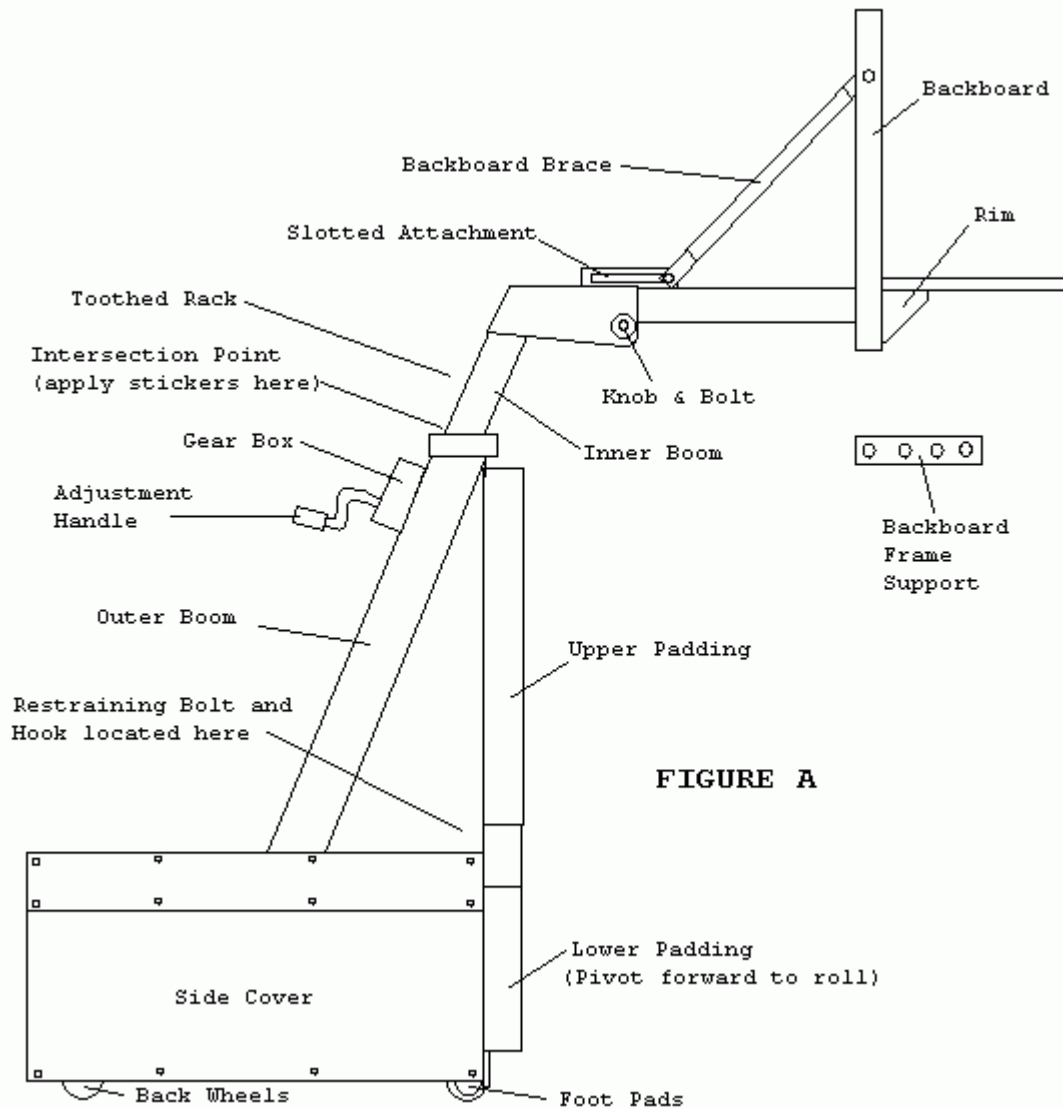 Backboard
Backboard Brace
Rim
Slotted Attachment
Toothed Rack
Intersection Point
(apply stickers here)
Knob & Bolt
Gear Box
Inner Boom
Adjustment
Handle
Backboard
Frame
Support
Outer Boom
Upper Padding
Restraining Bolt and
Hook located here
FIGURE A
Lower Padding
(Pivot forward to roll)
Side Cover
Back Wheels
Foot Pads